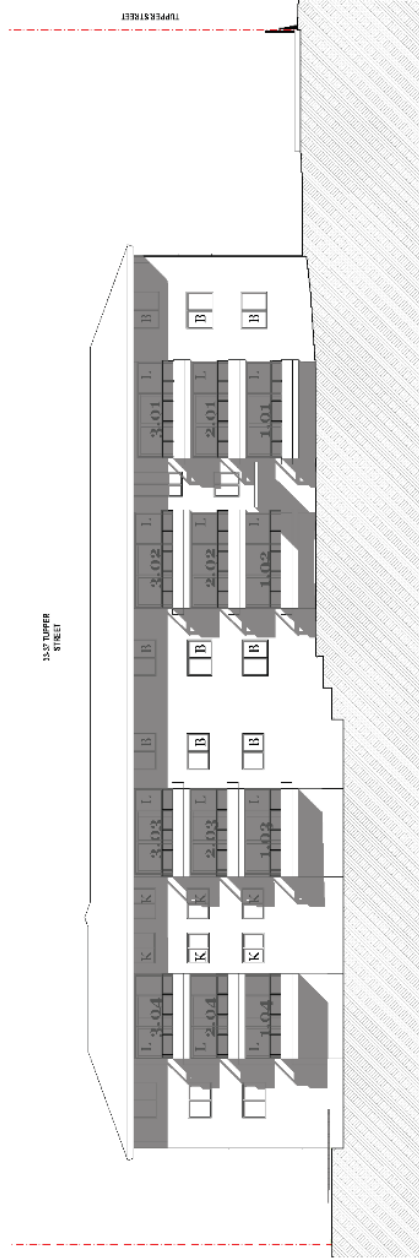 TUPPER STREET
33-37 TUPPER
STREET
L 3.04 K K 3.03 L B B 3.02 L 3.01 L B
L 2.04 K K 2.03 L B B 2.02 L 2.01 L B
L 1.04 K K 1.03 L B B 1.02 L 1.01 L B